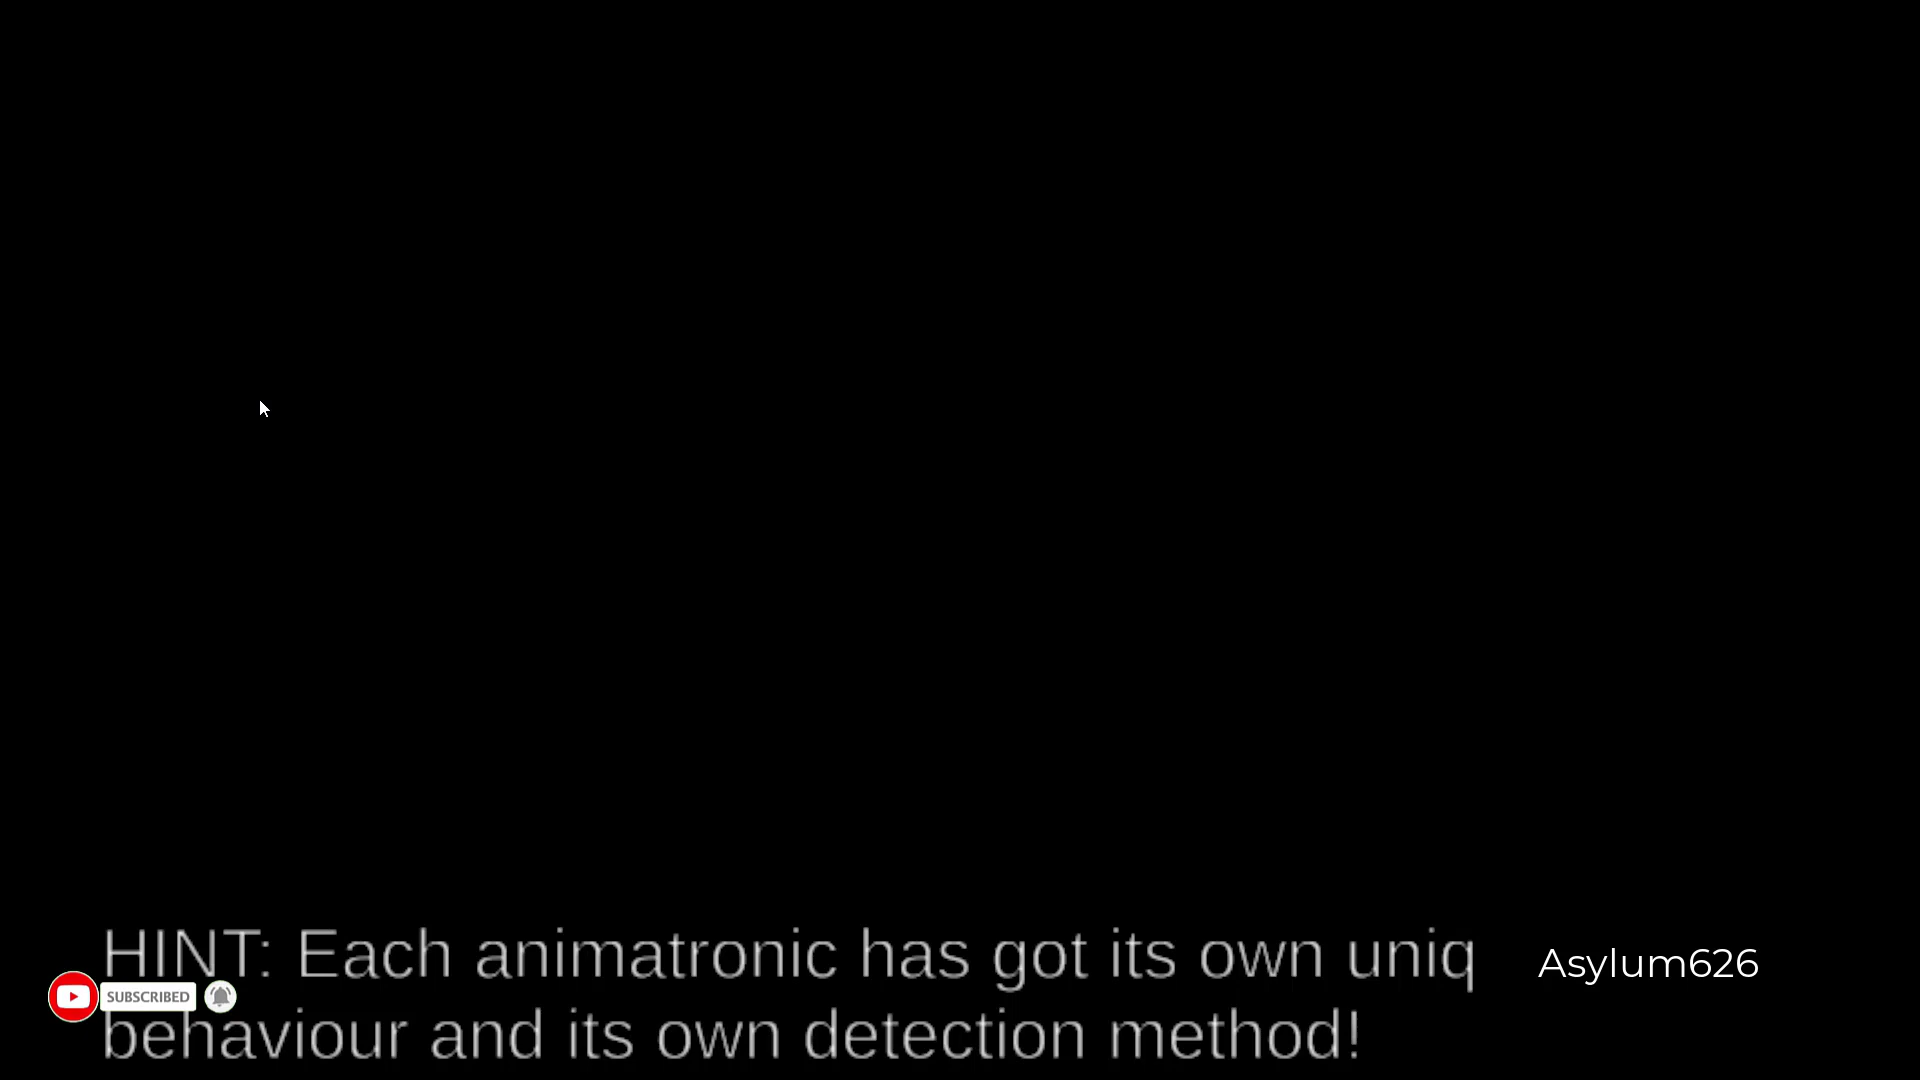 HINT: Each animatronic has got its own uniq
behaviour and its own detection method!
Asylum626
SUBSCRIBED